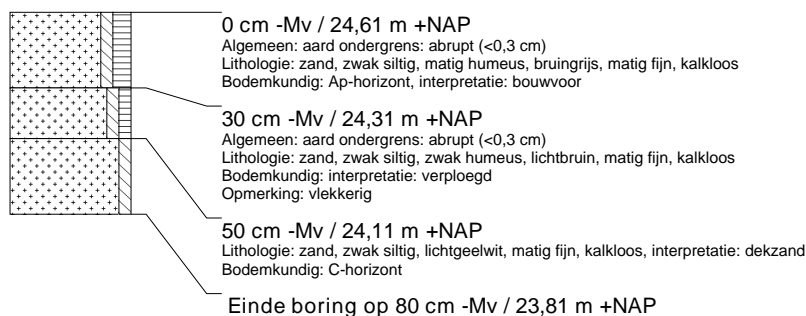 0 cm -Mv / 24,61 m +NAP
Algemeen: aard ondergrens: abrupt (<0,3 cm)
Lithologie: zand, zwak siltig, matig humeus, bruingrijs, matig fijn, kalkloos
Bodemkundig: Ap-horizont, interpretatie: bouwvoor
30 cm -Mv / 24,31 m +NAP
Algemeen: aard ondergrens: abrupt (<0,3 cm)
Lithologie: zand, zwak siltig, zwak humeus, lichtbruin, matig fijn, kalkloos
Bodemkundig: interpretatie: verploegd
Opmerking: vlekkerig
50 cm -Mv / 24,11 m +NAP
Lithologie: zand, zwak siltig, lichtgeelwit, matig fijn, kalkloos, interpretatie: dekzand
Bodemkundig: C-horizont
Einde boring op 80 cm -Mv / 23,81 m +NAP